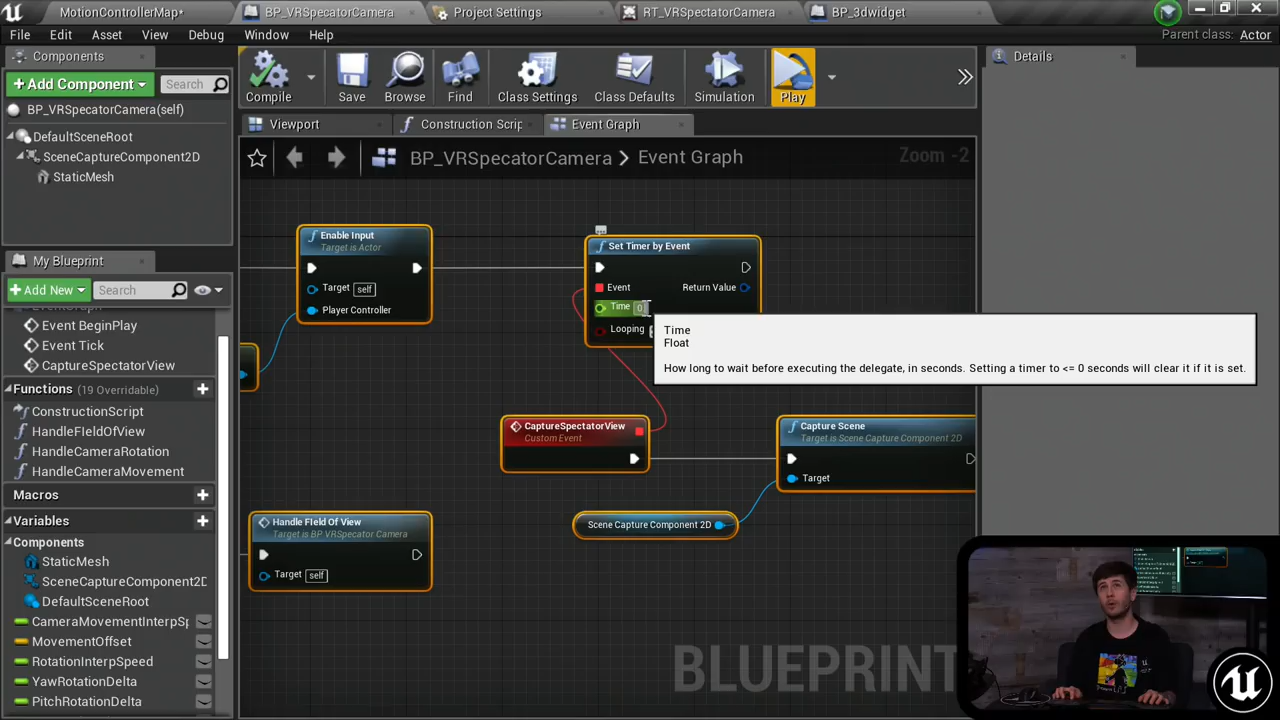 MotionControllerMap*
BP_VRSpecatorCamera
Project Settings
RT_VRSpectatorCamera
BP_3dwidget
File
Edit
Asset
View
Debug
Window
Help
Parent class: Actor
Components
Add Component
Search
BP_VRSpecatorCamera(self)
DefaultSceneRoot
SceneCaptureComponent2D
StaticMesh
Compile
Save
Browse
Find
Class Settings
Class Defaults
Simulation
Play
Details
Viewport
Construction Scrip
Event Graph
BP_VRSpecatorCamera > Event Graph
Zoom -2
My Blueprint
Add New
Search
Event BeginPlay
Event Tick
CaptureSpectatorView
Functions (19 Overridable)
ConstructionScript
HandleFIeldOfView
HandleCameraRotation
HandleCameraMovement
Macros
Variables
Components
StaticMesh
SceneCaptureComponent2D
DefaultSceneRoot
CameraMovementInterpSp
MovementOffset
RotationInterpSpeed
YawRotationDelta
PitchRotationDelta
Enable Input
Target is Actor
Target self
Player Controller
Set Timer by Event
Event
Return Value
Time 0
Looping
Time
Float
How long to wait before executing the delegate, in seconds. Setting a timer to <= 0 seconds will clear it if it is set.
CaptureSpectatorView
Custom Event
Capture Scene
Target is Scene Capture Component 2D
Target
Scene Capture Component 2D
Handle FIeld Of View
Target is BP VRSpecator Camera
Target self
BLUEPRINT